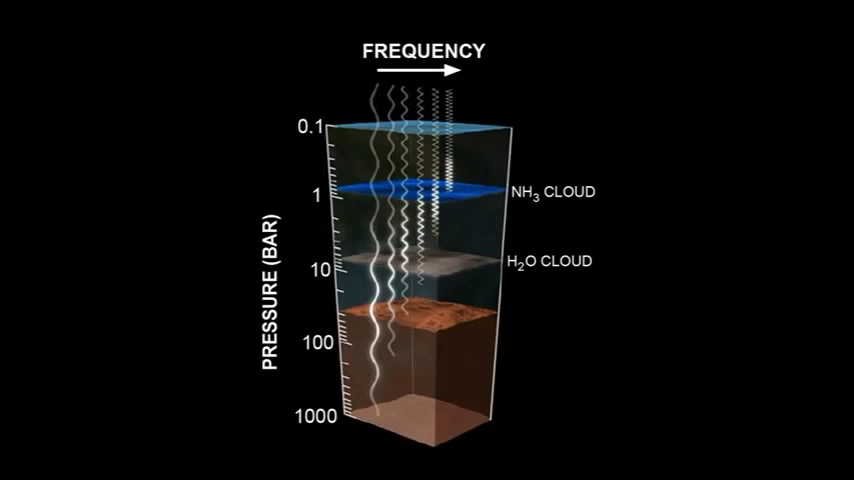 FREQUENCY
0.1
1
NH₃ CLOUD
H₂O CLOUD
10
PRESSURE (BAR)
100
1000